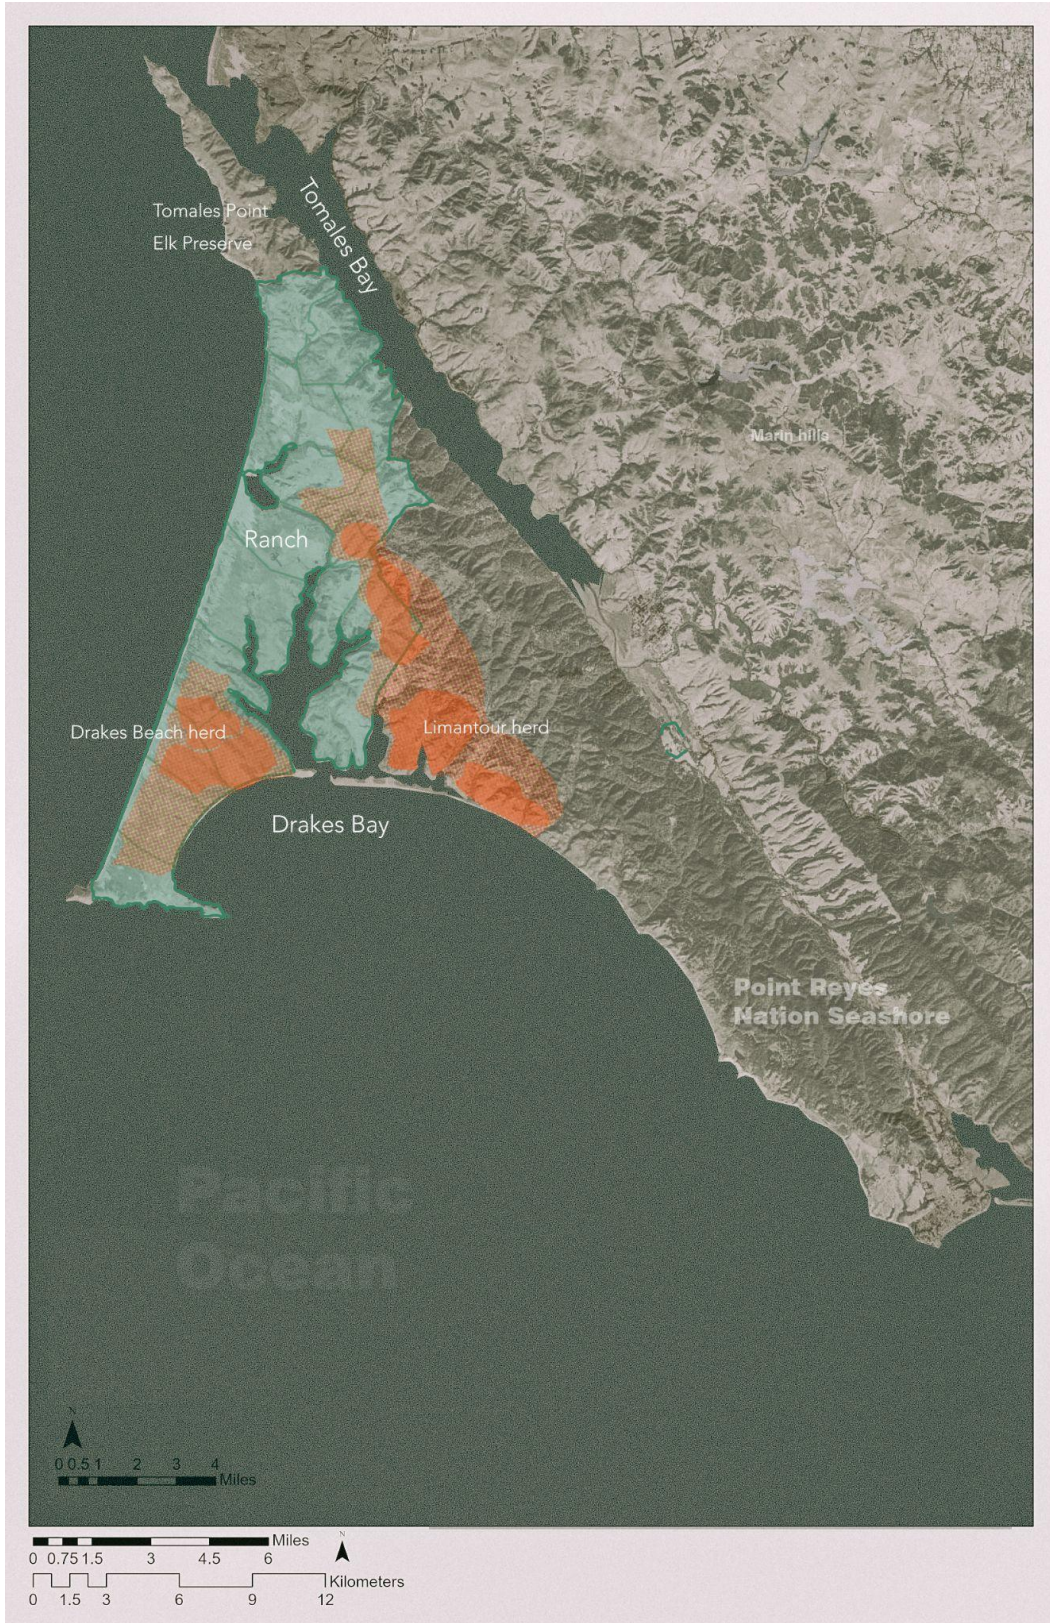 Tomales Point
Elk Preserve
Tomales Bay
Marin hills
Ranch
Drakes Beach herd
Limantour herd
Drakes Bay
Point Reyes
Nation Seashore
Pacific
Ocean
N
0 0.5 1 2 3 4
Miles
Miles
N
0 0.75 1.5 3 4.5 6
Kilometers
0 1.5 3 6 9 12